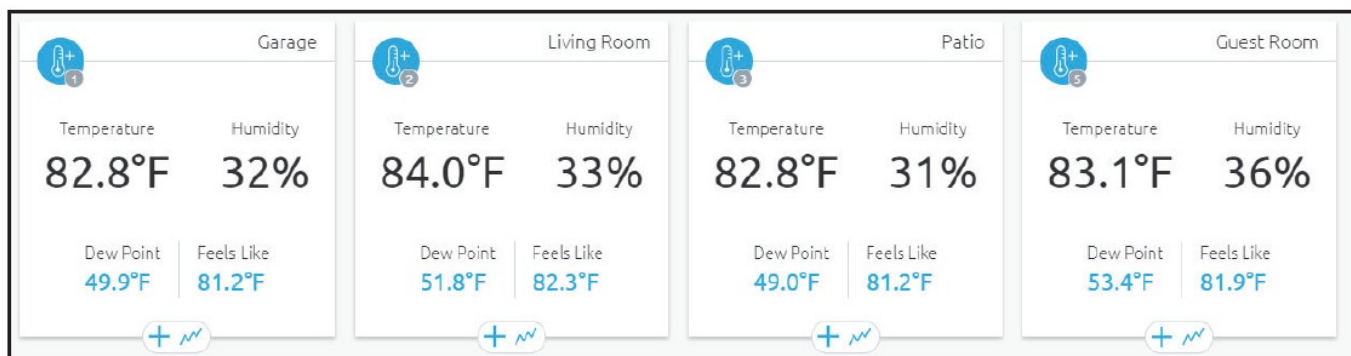 Garage
1
Temperature Humidity
82.8°F 32%
Dew Point Feels Like
49.9°F 81.2°F
Living Room
2
Temperature Humidity
84.0°F 33%
Dew Point Feels Like
51.8°F 82.3°F
Patio
3
Temperature Humidity
82.8°F 31%
Dew Point Feels Like
49.0°F 81.2°F
Guest Room
5
Temperature Humidity
83.1°F 36%
Dew Point Feels Like
53.4°F 81.9°F